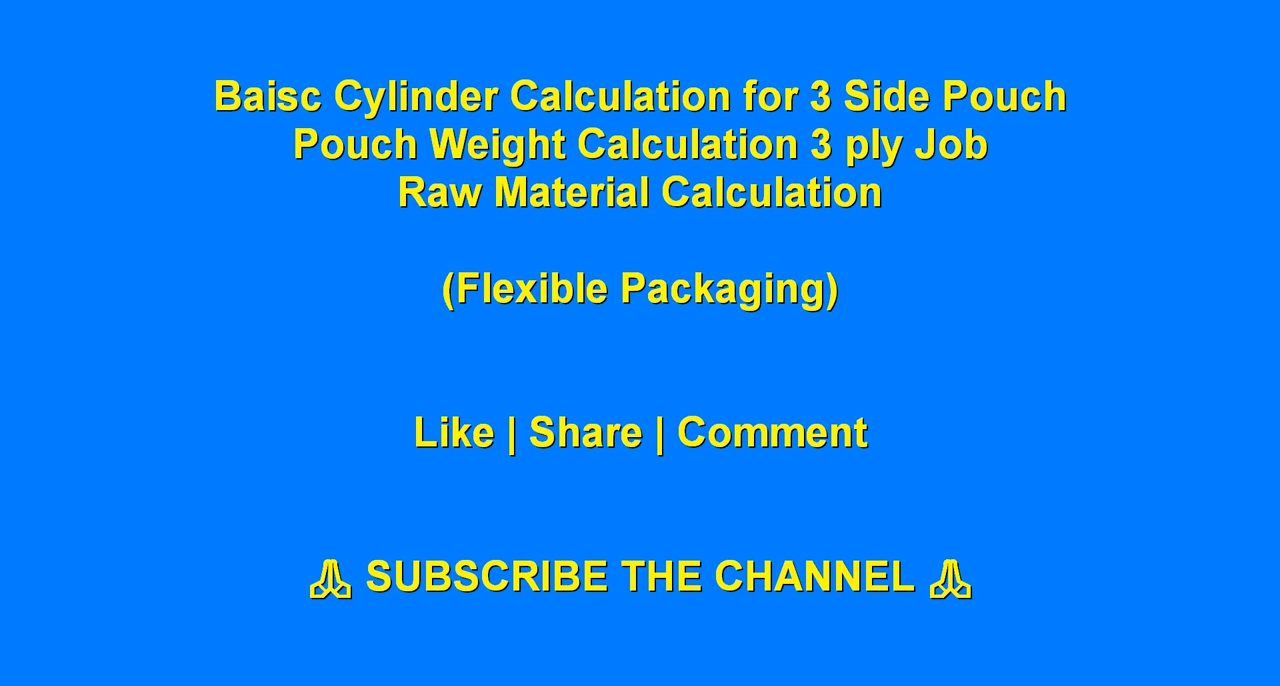 Baisc Cylinder Calculation for 3 Side Pouch
Pouch Weight Calculation 3 ply Job
Raw Material Calculation
(Flexible Packaging)
Like | Share | Comment
🙏 SUBSCRIBE THE CHANNEL 🙏